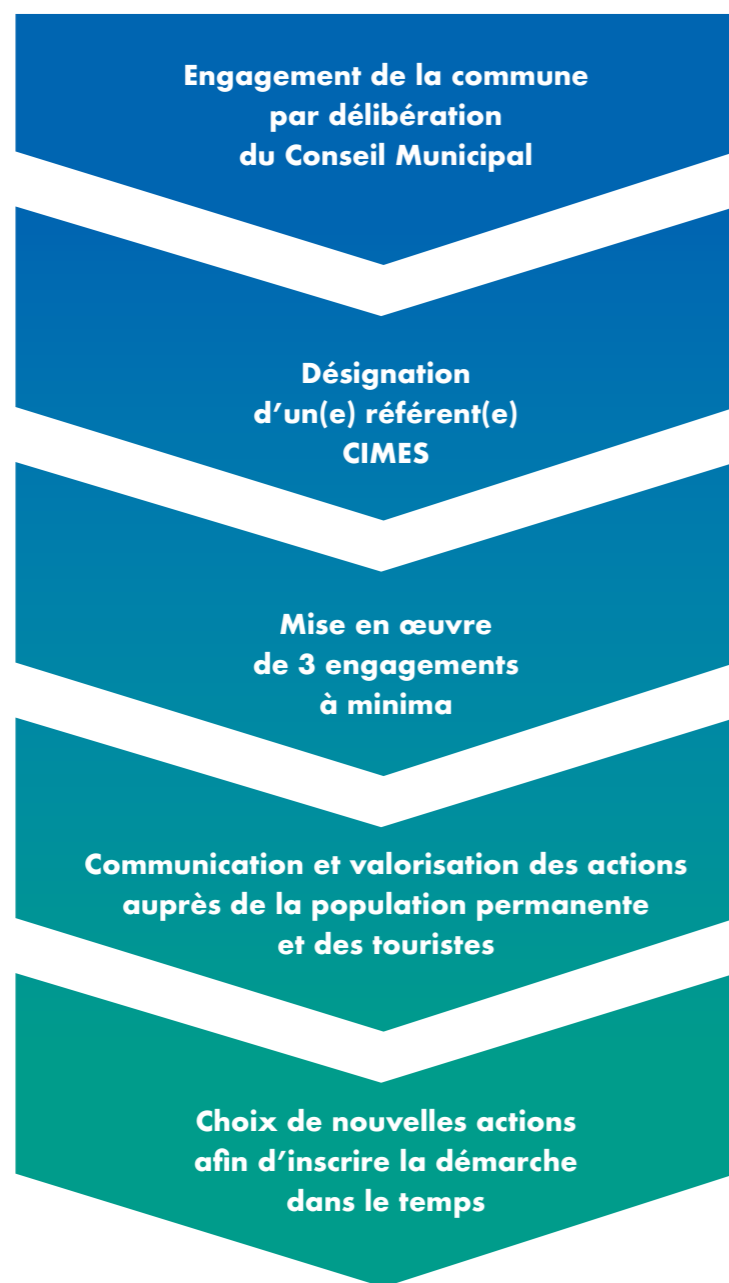 Engagement de la commune
par délibération
du Conseil Municipal
Désignation
d’un(e) référent(e)
CIMES
Mise en œuvre
de 3 engagements
à minima
Communication et valorisation des actions
auprès de la population permanente
et des touristes
Choix de nouvelles actions
afin d’inscrire la démarche
dans le temps